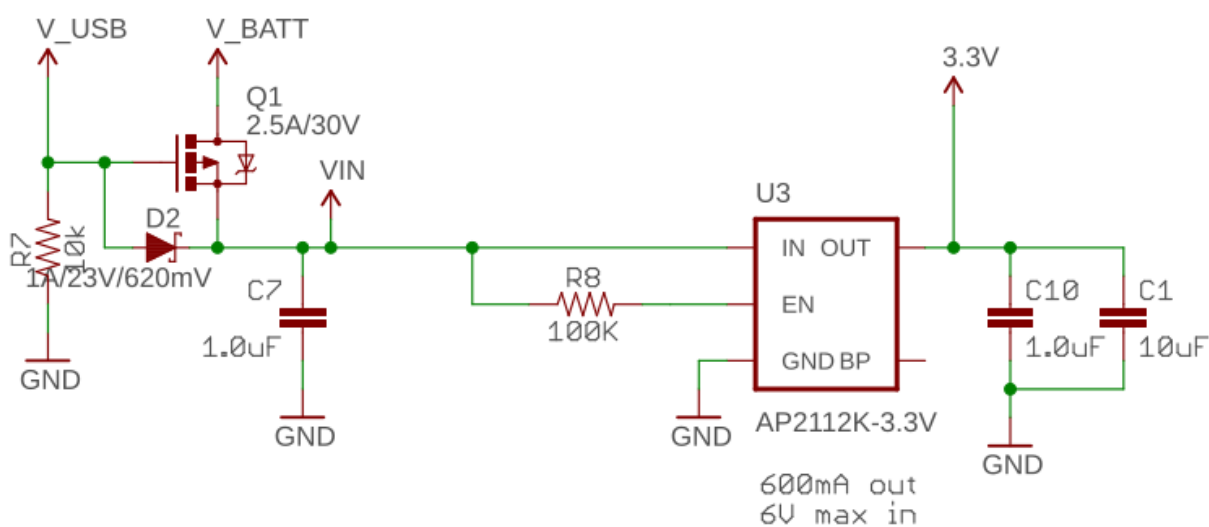 V_USB
V_BATT
Q1
2.5A/30V
3.3V
VIN
U3
R7
10k
D2
1A/23V/620mV
C7
1.0uF
R8
100K
IN OUT
EN
GND BP
C10
1.0uF
C1
10uF
GND
GND
GND
AP2112K-3.3V
GND
600mA out
6V max in